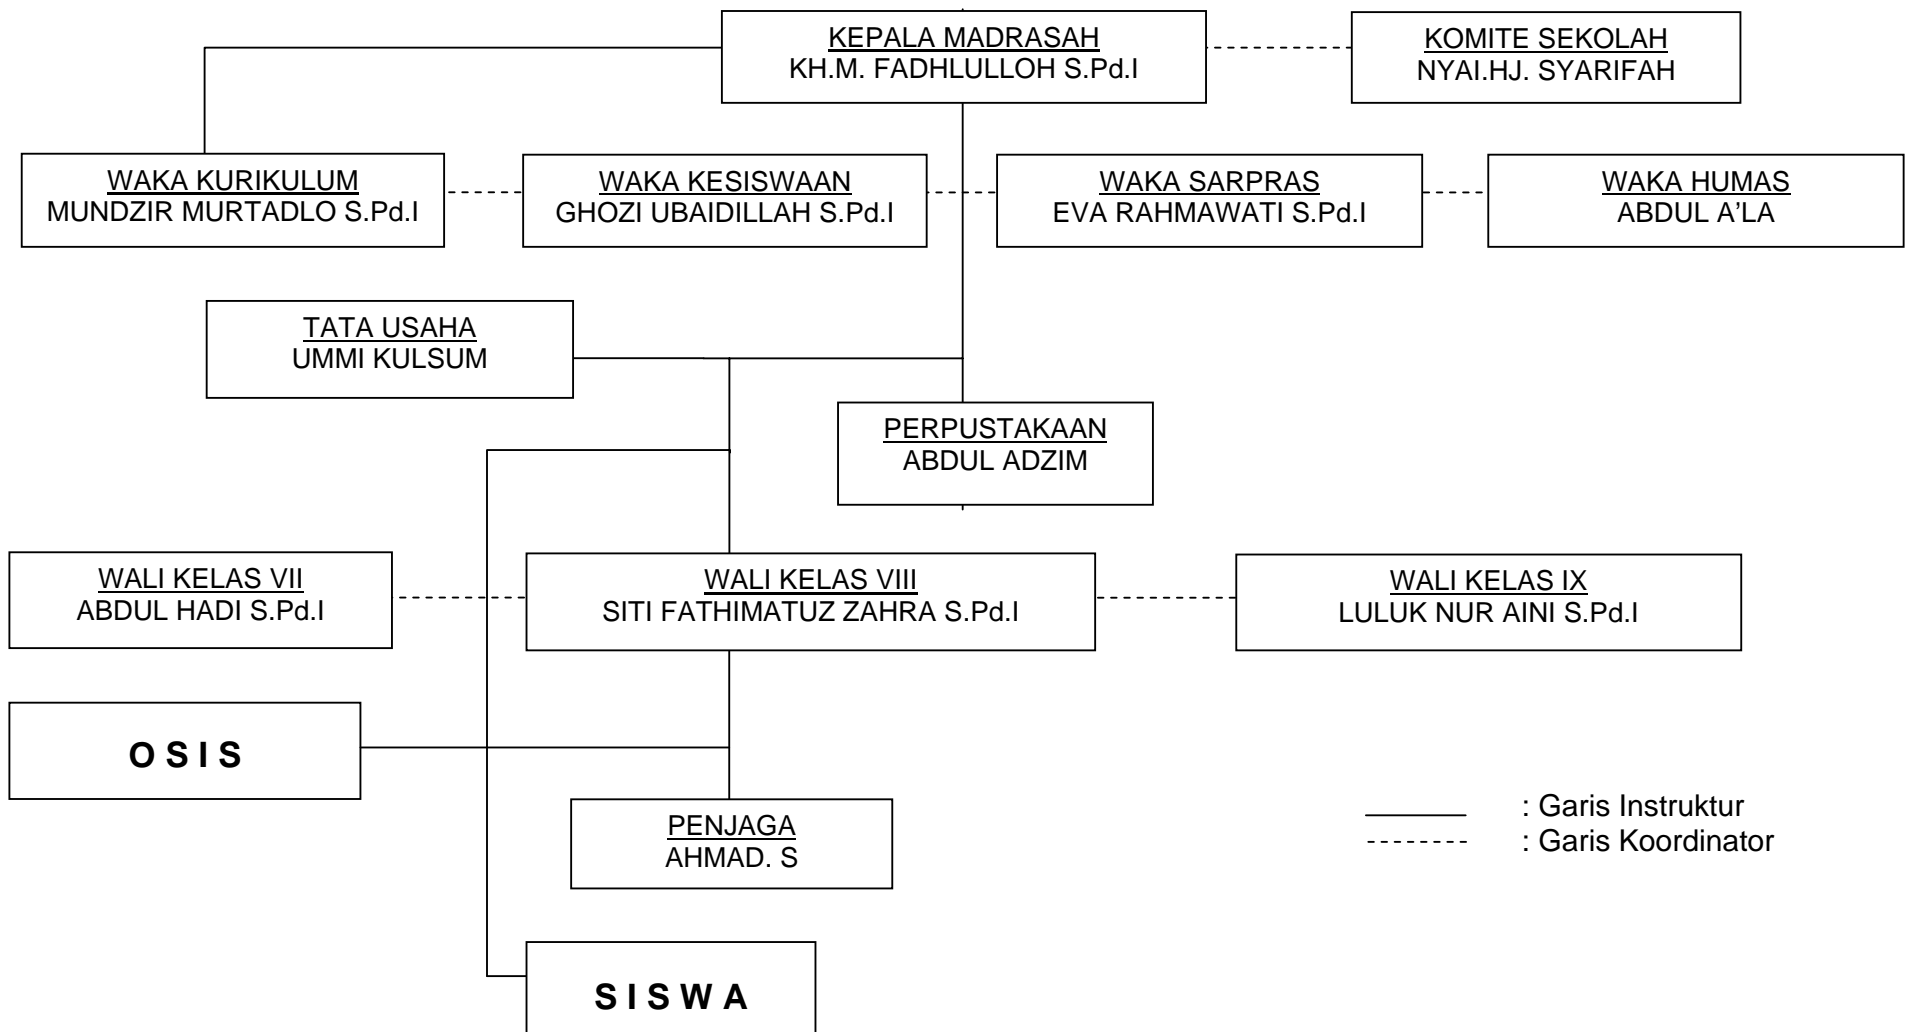 KEPALA MADRASAH
KH.M. FADHLULLOH S.Pd.I
KOMITE SEKOLAH
NYAI.HJ. SYARIFAH
WAKA KURIKULUM
MUNDZIR MURTADLO S.Pd.I
WAKA KESISWAAN
GHOZI UBAIDILLAH S.Pd.I
WAKA SARPRAS
EVA RAHMAWATI S.Pd.I
WAKA HUMAS
ABDUL A’LA
TATA USAHA
UMMI KULSUM
PERPUSTAKAAN
ABDUL ADZIM
WALI KELAS VII
ABDUL HADI S.Pd.I
WALI KELAS VIII
SITI FATHIMATUZ ZAHRA S.Pd.I
WALI KELAS IX
LULUK NUR AINI S.Pd.I
O S I S
PENJAGA
AHMAD. S
: Garis Instruktur
: Garis Koordinator
S I S W A